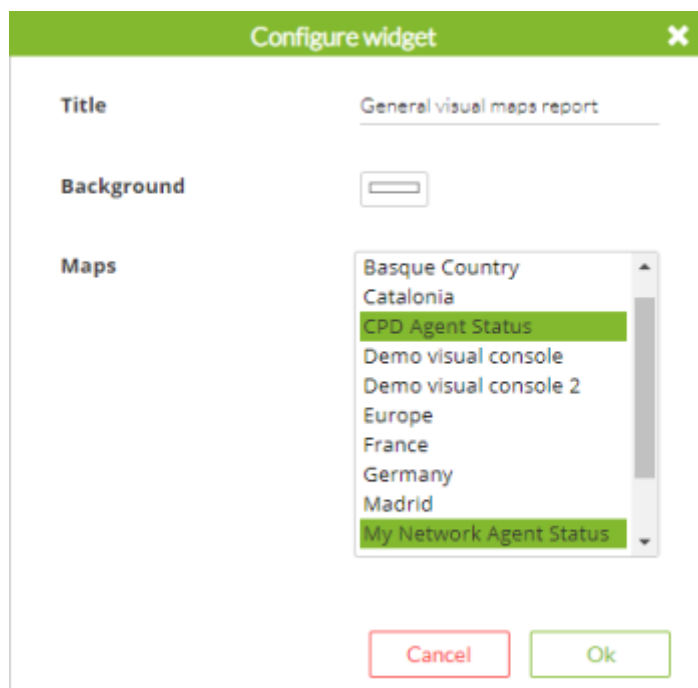 Configure widget
Title
General visual maps report
Background
Maps
Basque Country
Catalonia
CPD Agent Status
Demo visual console
Demo visual console 2
Europe
France
Germany
Madrid
My Network Agent Status
Cancel
Ok